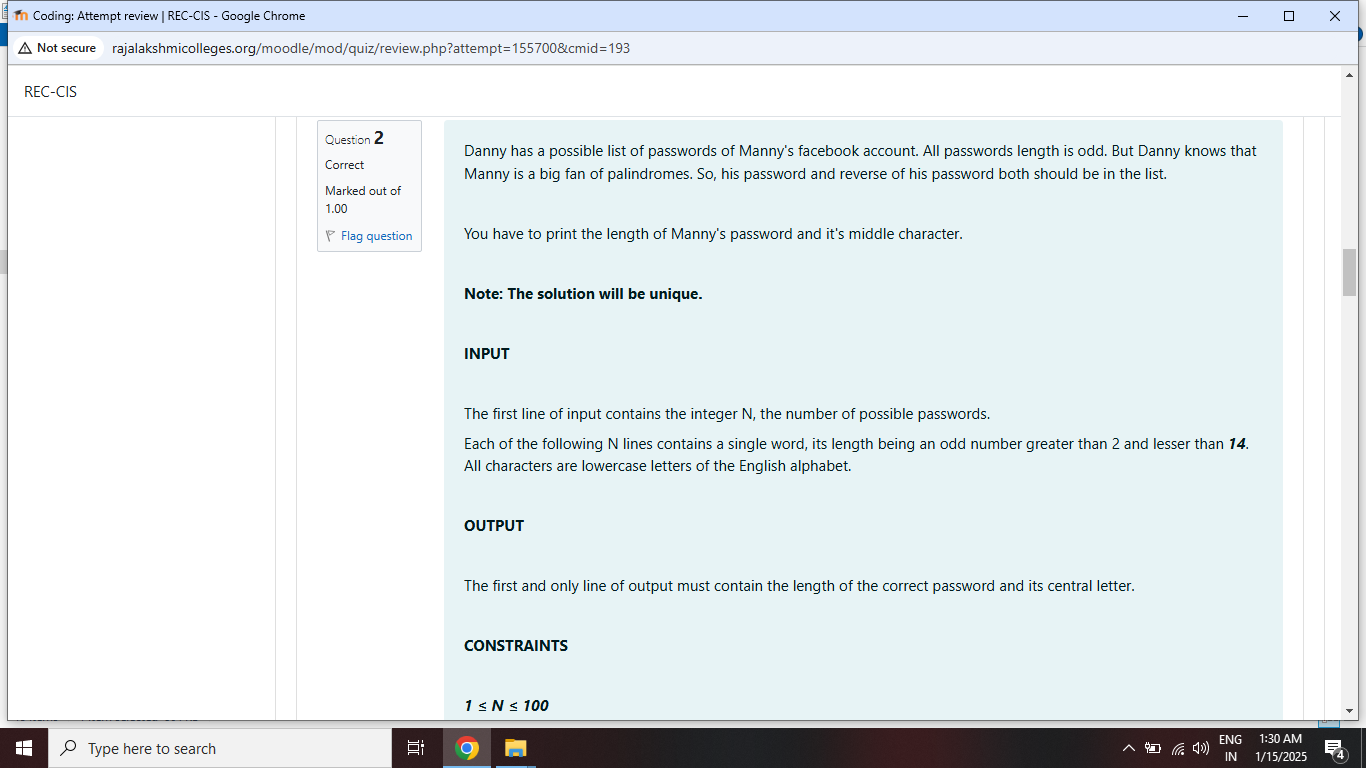 Coding: Attempt review | REC-CIS - Google Chrome
Not secure
rajalakshmicolleges.org/moodle/mod/quiz/review.php?attempt=155700&cmid=193
REC-CIS
Question 2
Correct
Marked out of
1.00
Flag question
Danny has a possible list of passwords of Manny's facebook account. All passwords length is odd. But Danny knows that
Manny is a big fan of palindromes. So, his password and reverse of his password both should be in the list.
You have to print the length of Manny's password and it's middle character.
Note: The solution will be unique.
INPUT
The first line of input contains the integer N, the number of possible passwords.
Each of the following N lines contains a single word, its length being an odd number greater than 2 and lesser than 14.
All characters are lowercase letters of the English alphabet.
OUTPUT
The first and only line of output must contain the length of the correct password and its central letter.
CONSTRAINTS
1 ≤ N ≤ 100
Type here to search
ENG
IN
1:30 AM
1/15/2025
4